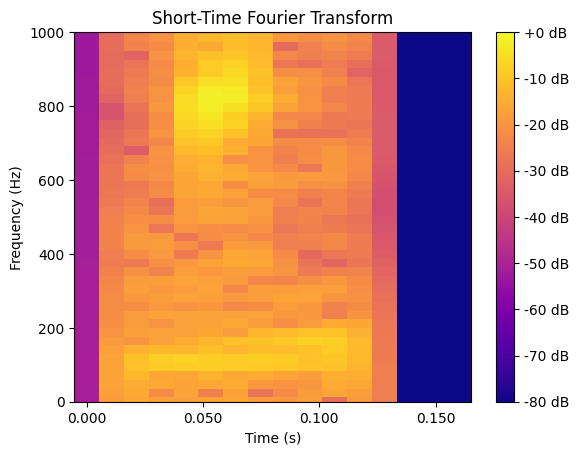 Short-Time Fourier Transform
Frequency (Hz)
1000
800
600
400
200
0
0.000
0.050
0.100
0.150
Time (s)
+0 dB
-10 dB
-20 dB
-30 dB
-40 dB
-50 dB
-60 dB
-70 dB
-80 dB